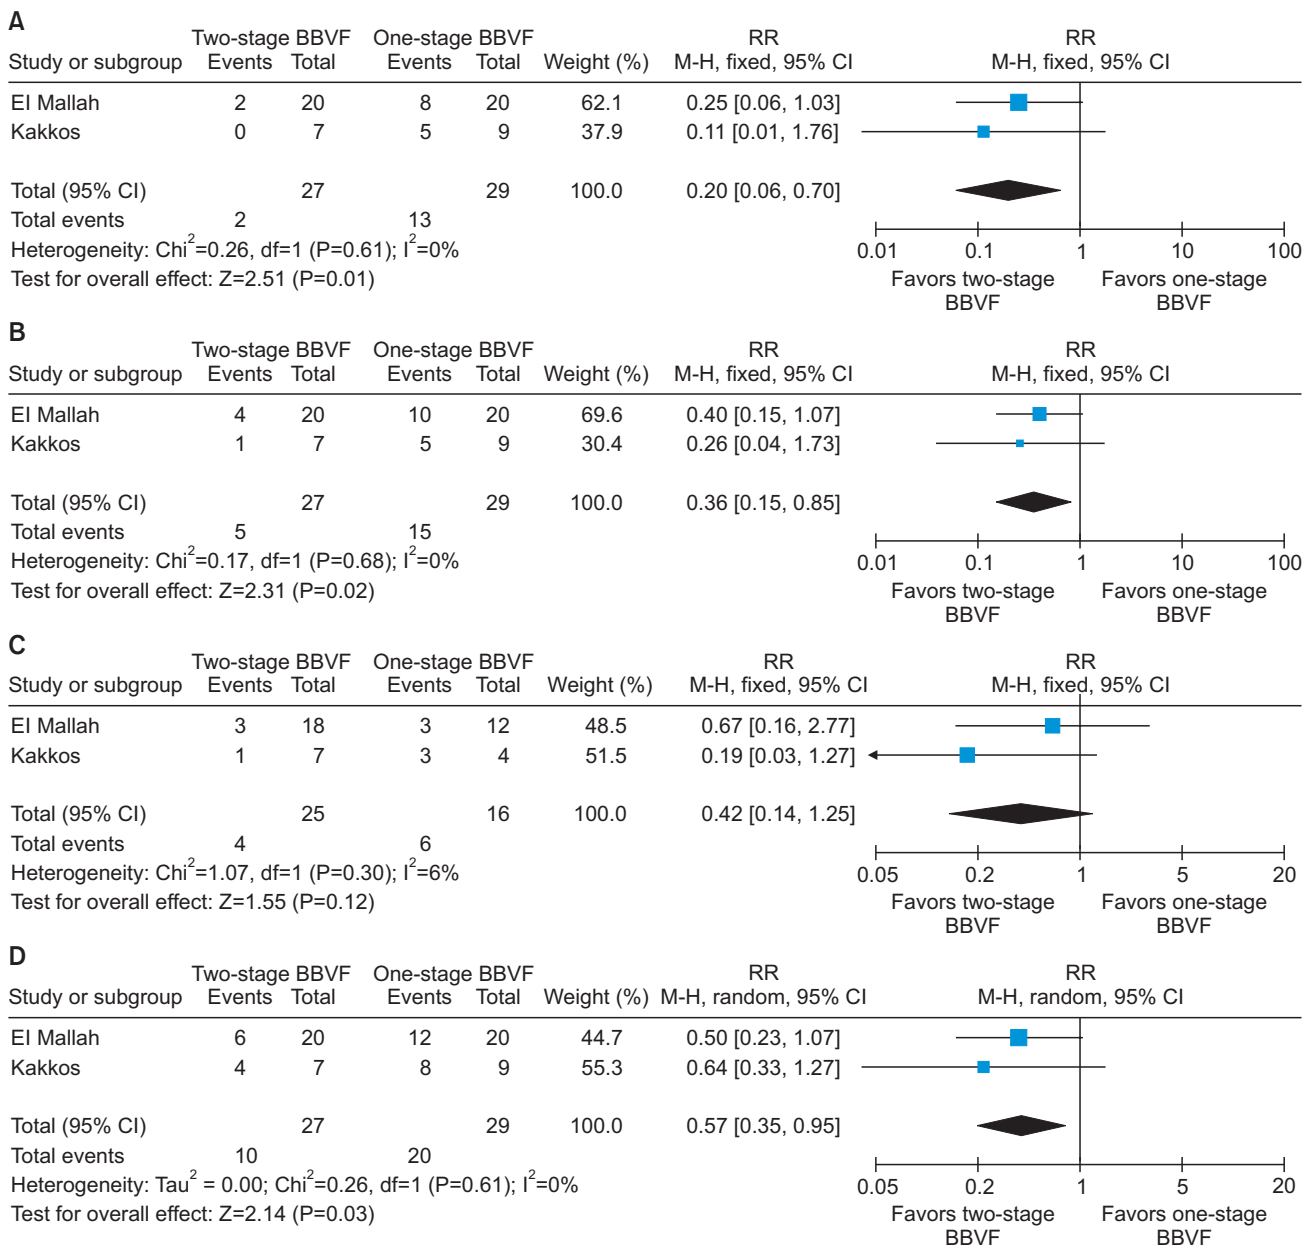 A
Two-stage BBVF One-stage BBVF RR RR
Study or subgroup Events Total Events Total Weight (%) M-H, fixed, 95% CI M-H, fixed, 95% CI
EI Mallah 2 20 8 20 62.1 0.25 [0.06, 1.03]
Kakkos 0 7 5 9 37.9 0.11 [0.01, 1.76]
Total (95% CI) 27 29 100.0 0.20 [0.06, 0.70]
Total events 2 13
Heterogeneity: Chi²=0.26, df=1 (P=0.61); I²=0%
0.01 0.1 1 10 100
Test for overall effect: Z=2.51 (P=0.01)
Favors two-stage BBVF Favors one-stage BBVF
B
Two-stage BBVF One-stage BBVF RR RR
Study or subgroup Events Total Events Total Weight (%) M-H, fixed, 95% CI M-H, fixed, 95% CI
EI Mallah 4 20 10 20 69.6 0.40 [0.15, 1.07]
Kakkos 1 7 5 9 30.4 0.26 [0.04, 1.73]
Total (95% CI) 27 29 100.0 0.36 [0.15, 0.85]
Total events 5 15
Heterogeneity: Chi²=0.17, df=1 (P=0.68); I²=0%
0.01 0.1 1 10 100
Test for overall effect: Z=2.31 (P=0.02)
Favors two-stage BBVF Favors one-stage BBVF
C
Two-stage BBVF One-stage BBVF RR RR
Study or subgroup Events Total Events Total Weight (%) M-H, fixed, 95% CI M-H, fixed, 95% CI
EI Mallah 3 18 3 12 48.5 0.67 [0.16, 2.77]
Kakkos 1 7 3 4 51.5 0.19 [0.03, 1.27]
Total (95% CI) 25 16 100.0 0.42 [0.14, 1.25]
Total events 4 6
Heterogeneity: Chi²=1.07, df=1 (P=0.30); I²=6%
0.05 0.2 1 5 20
Test for overall effect: Z=1.55 (P=0.12)
Favors two-stage BBVF Favors one-stage BBVF
D
Two-stage BBVF One-stage BBVF RR RR
Study or subgroup Events Total Events Total Weight (%) M-H, random, 95% CI M-H, random, 95% CI
EI Mallah 6 20 12 20 44.7 0.50 [0.23, 1.07]
Kakkos 4 7 8 9 55.3 0.64 [0.33, 1.27]
Total (95% CI) 27 29 100.0 0.57 [0.35, 0.95]
Total events 10 20
Heterogeneity: Tau² = 0.00; Chi²=0.26, df=1 (P=0.61); I²=0%
0.05 0.2 1 5 20
Test for overall effect: Z=2.14 (P=0.03)
Favors two-stage BBVF Favors one-stage BBVF